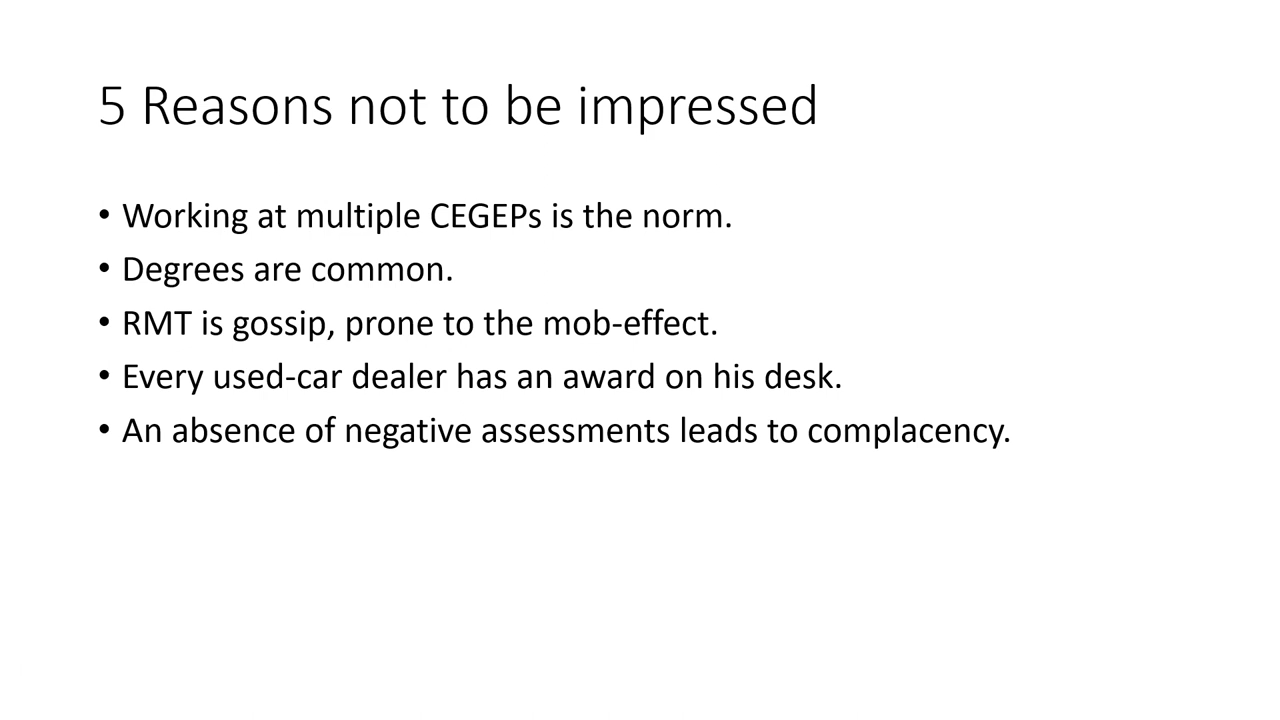 5 Reasons not to be impressed
• Working at multiple CEGEPs is the norm.
• Degrees are common.
• RMT is gossip, prone to the mob-effect.
• Every used-car dealer has an award on his desk.
• An absence of negative assessments leads to complacency.